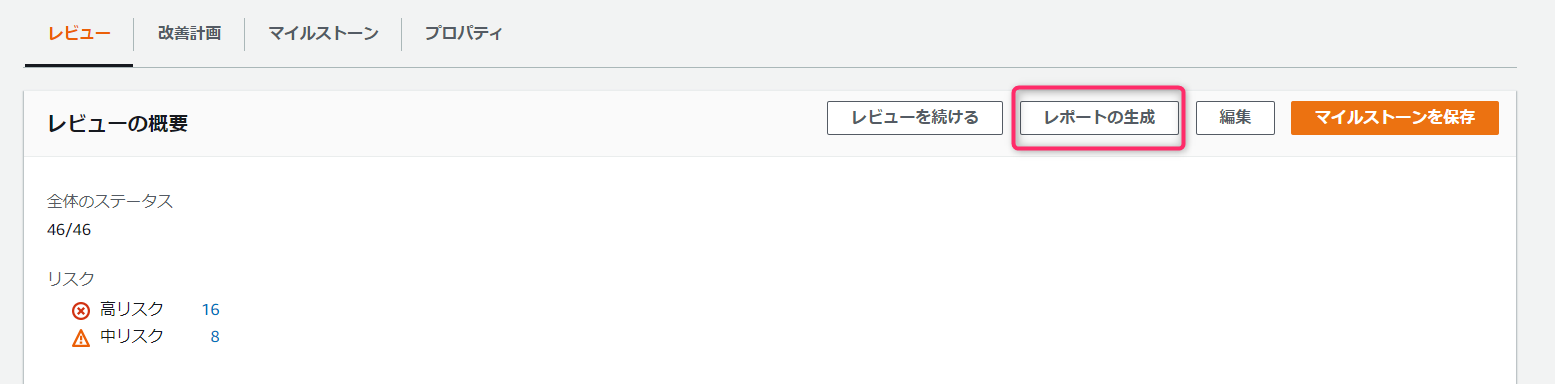 レビュー 改善計画 マイルストーン プロパティ
レビューの概要 レビューを続ける レポートの生成 編集 マイルストーンを保存
全体のステータス
46/46
リスク
高リスク 16
中リスク 8